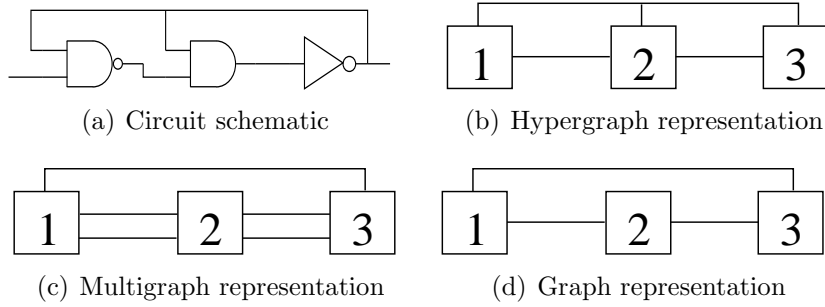 1 2 3
(a) Circuit schematic
(b) Hypergraph representation
1 2 3
(c) Multigraph representation
1 2 3
(d) Graph representation